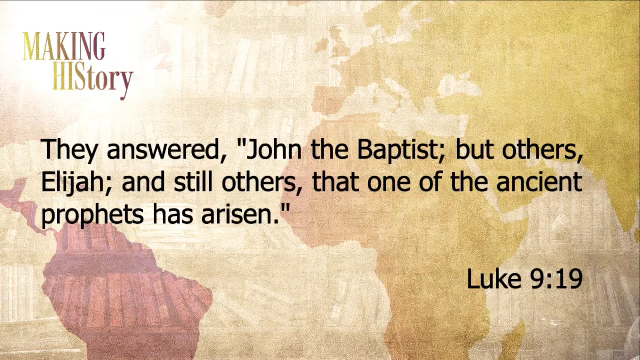 MAKING
HIStory
They answered, "John the Baptist; but others,
Elijah; and still others, that one of the ancient
prophets has arisen."
Luke 9:19